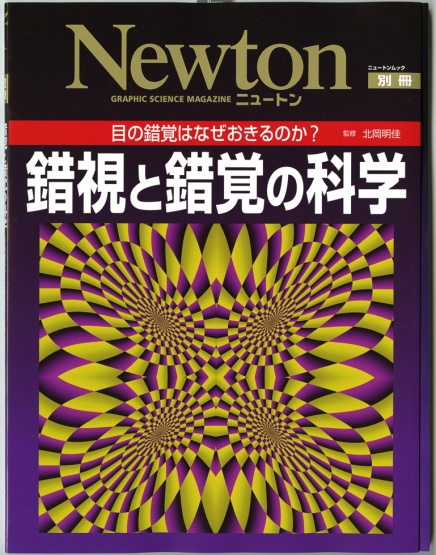 Newton
GRAPHIC SCIENCE MAGAZINE ニュートン
ニュートンムック
別冊
目の錯覚はなぜおきるのか？ 監修 北岡明佳
錯視と錯覚の科学